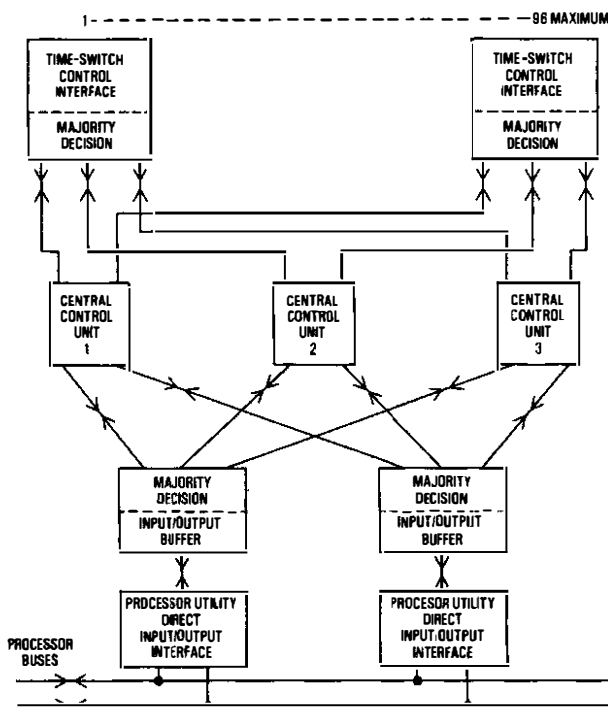 1 96 MAXIMUM
TIME-SWITCH
CONTROL
INTERFACE
MAJORITY
DECISION
TIME-SWITCH
CONTROL
INTERFACE
MAJORITY
DECISION
CENTRAL
CONTROL
UNIT
1
CENTRAL
CONTROL
UNIT
2
CENTRAL
CONTROL
UNIT
3
MAJORITY
DECISION
INPUT/OUTPUT
BUFFER
MAJORITY
DECISION
INPUT/OUTPUT
BUFFER
PROCESSOR UTILITY
DIRECT
INPUT/OUTPUT
INTERFACE
PROCESOR UTILITY
DIRECT
INPUT/OUTPUT
INTERFACE
PROCESSOR
BUSES